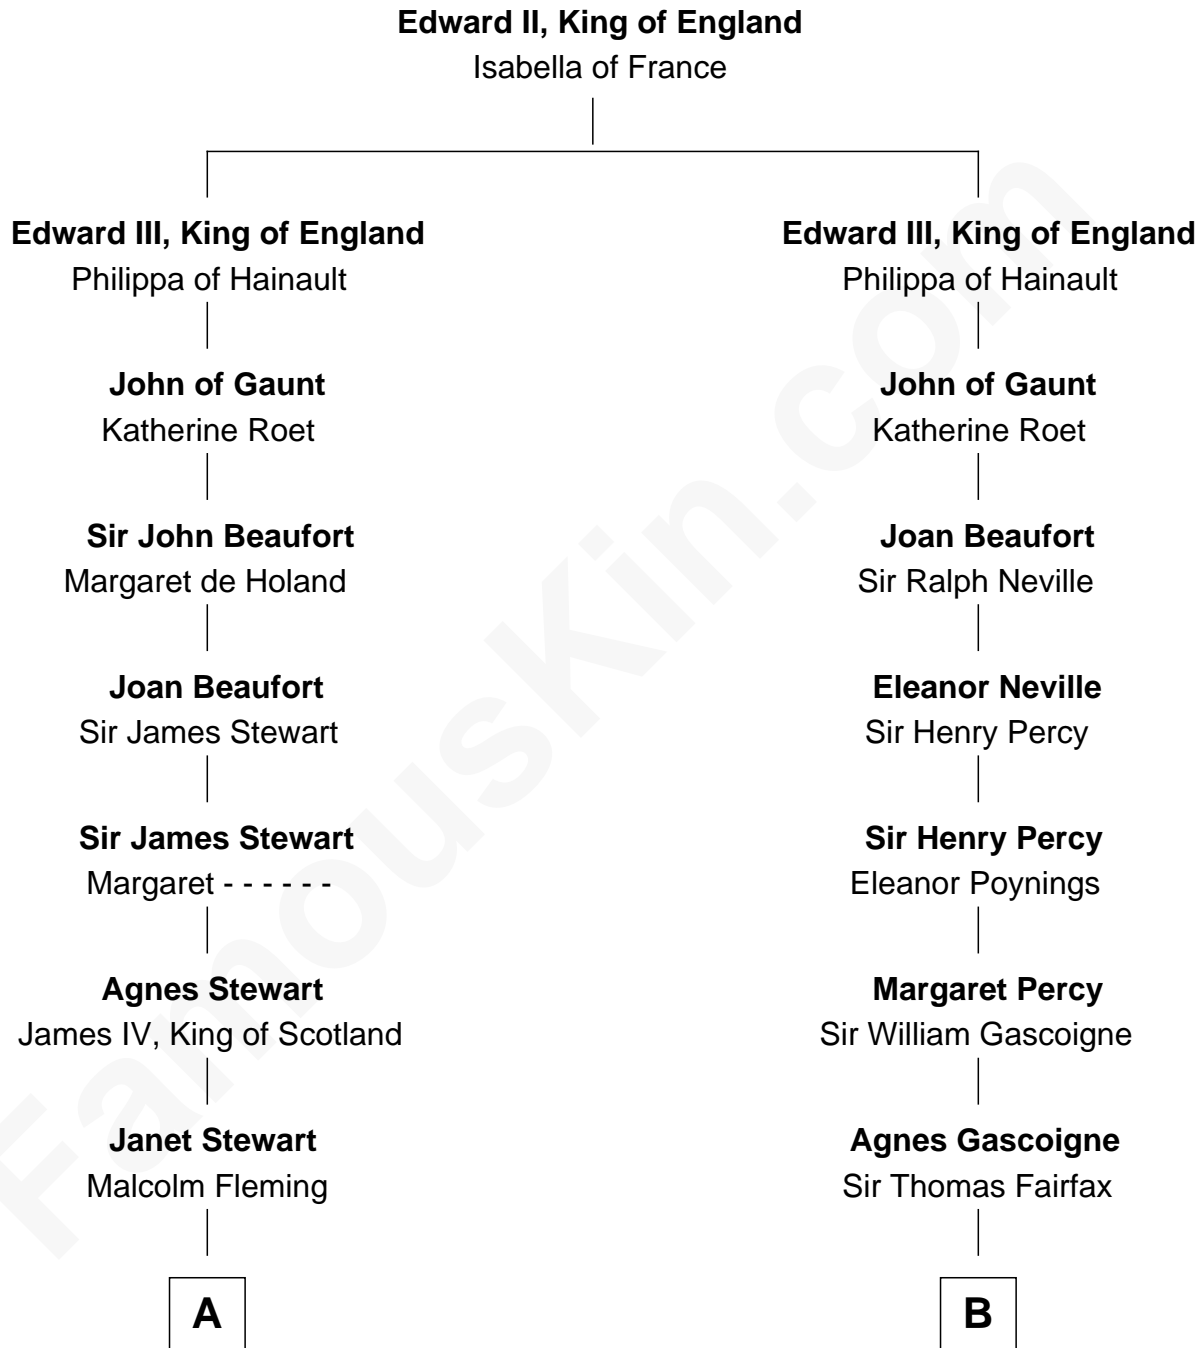 Edward II, King of England
Isabella of France
Edward III, King of England
Philippa of Hainault
John of Gaunt
Katherine Roet
Sir John Beaufort
Margaret de Holand
Joan Beaufort
Sir James Stewart
Sir James Stewart
Margaret - - - - - -
Agnes Stewart
James IV, King of Scotland
Janet Stewart
Malcolm Fleming
A
Edward III, King of England
Philippa of Hainault
John of Gaunt
Katherine Roet
Joan Beaufort
Sir Ralph Neville
Eleanor Neville
Sir Henry Percy
Sir Henry Percy
Eleanor Poynings
Margaret Percy
Sir William Gascoigne
Agnes Gascoigne
Sir Thomas Fairfax
B
FamousKin.com